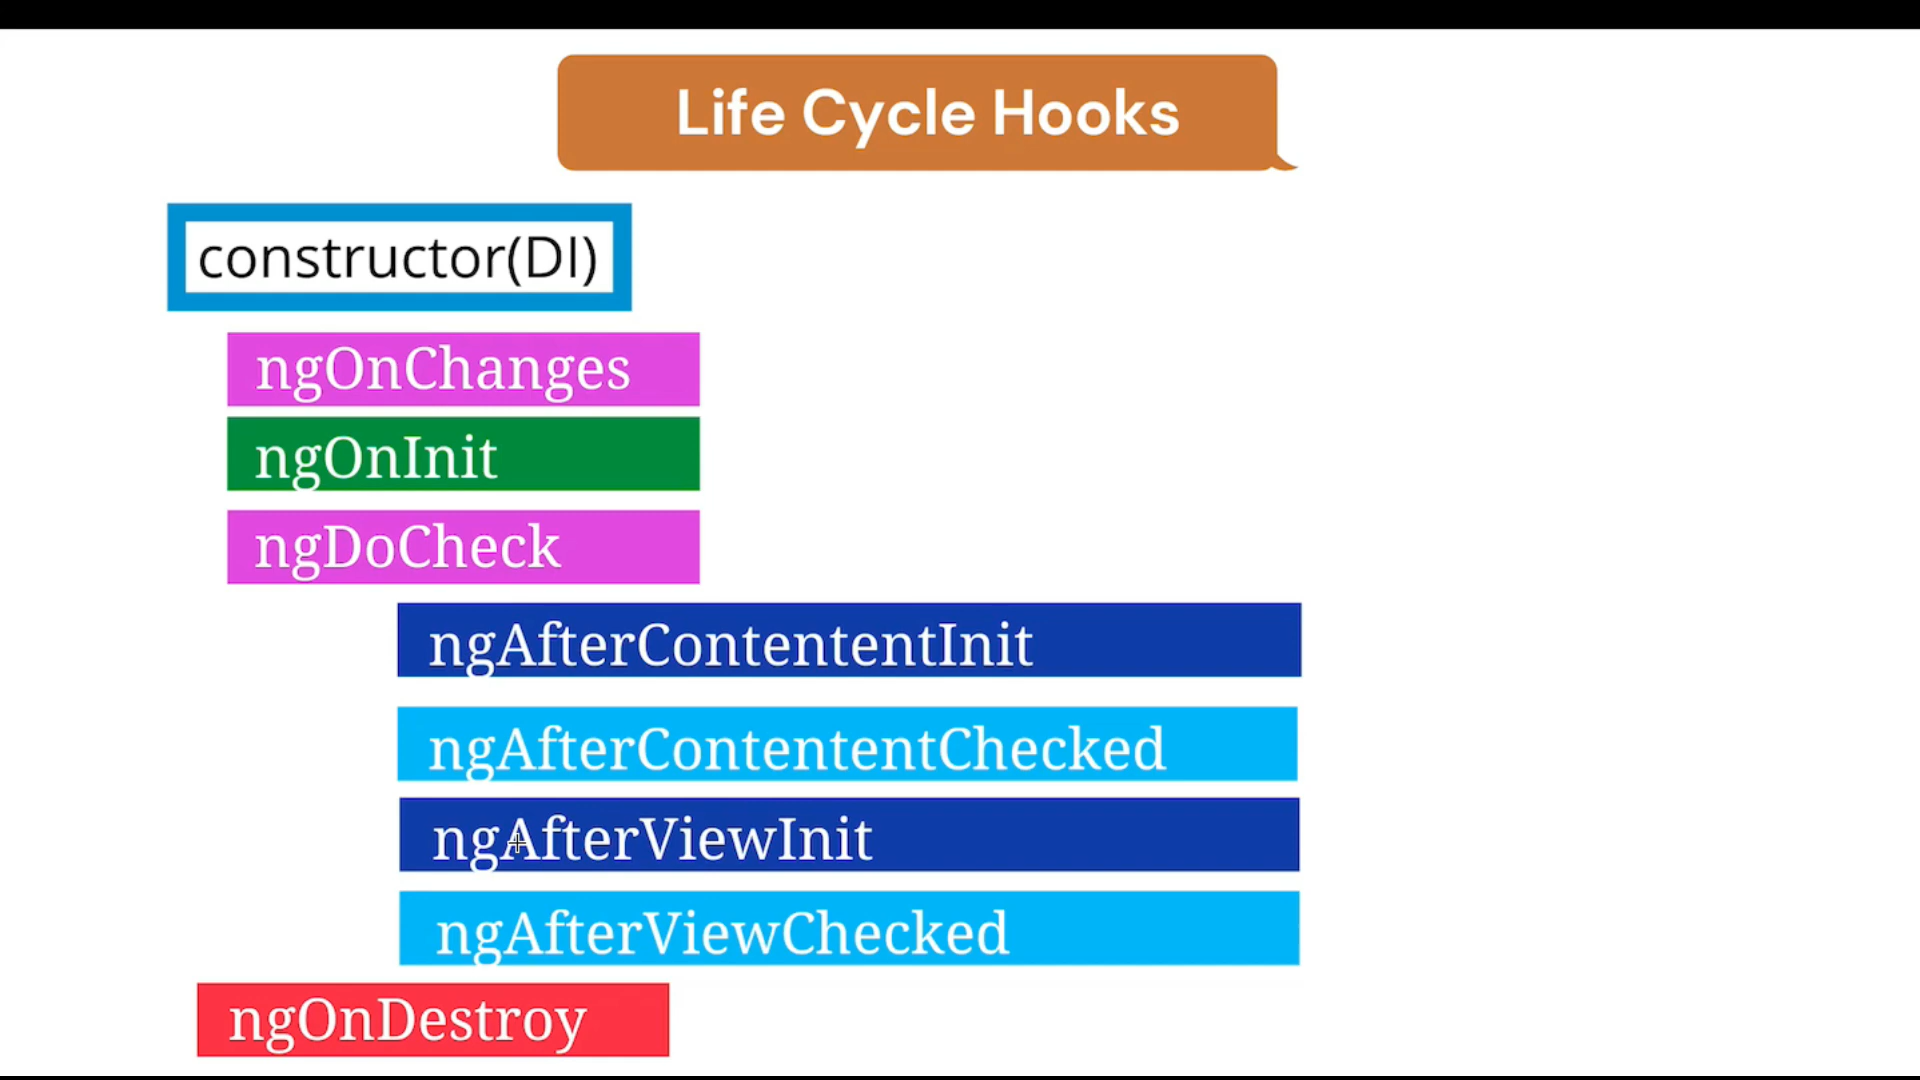 Life Cycle Hooks
constructor(DI)
ngOnChanges
ngOnInit
ngDoCheck
ngAfterContententInit
ngAfterContententChecked
ngAfterViewInit
ngAfterViewChecked
ngOnDestroy